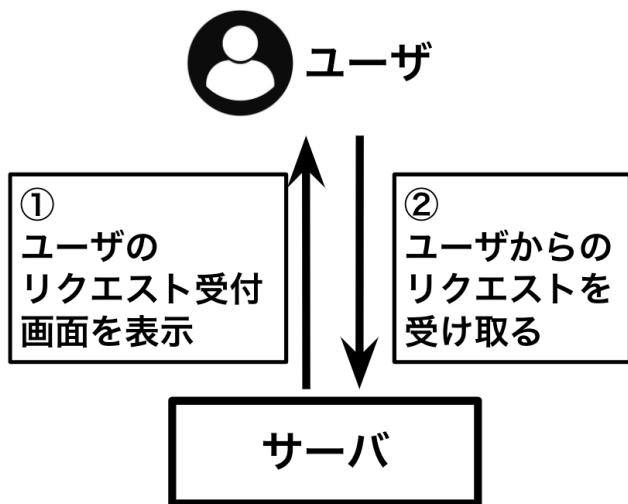 ユーザ
①
ユーザの
リクエスト受付
画面を表示
②
ユーザからの
リクエストを
受け取る
サーバ